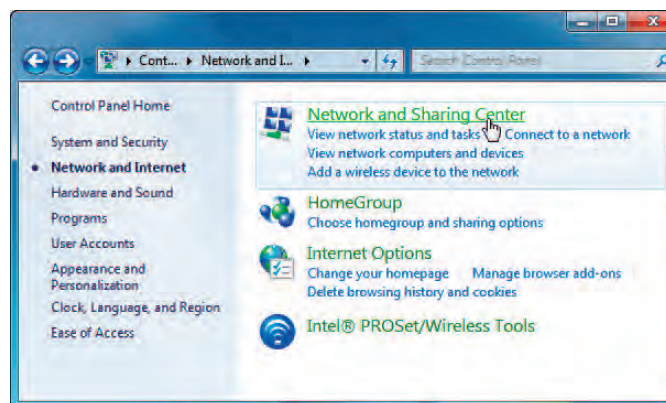 Cont... Network and I... Search Control Panel
Control Panel Home
System and Security
Network and Internet
Hardware and Sound
Programs
User Accounts
Appearance and
Personalization
Clock, Language, and Region
Ease of Access
Network and Sharing Center
View network status and tasks Connect to a network
View network computers and devices
Add a wireless device to the network
HomeGroup
Choose homegroup and sharing options
Internet Options
Change your homepage Manage browser add-ons
Delete browsing history and cookies
Intel® PROSet/Wireless Tools